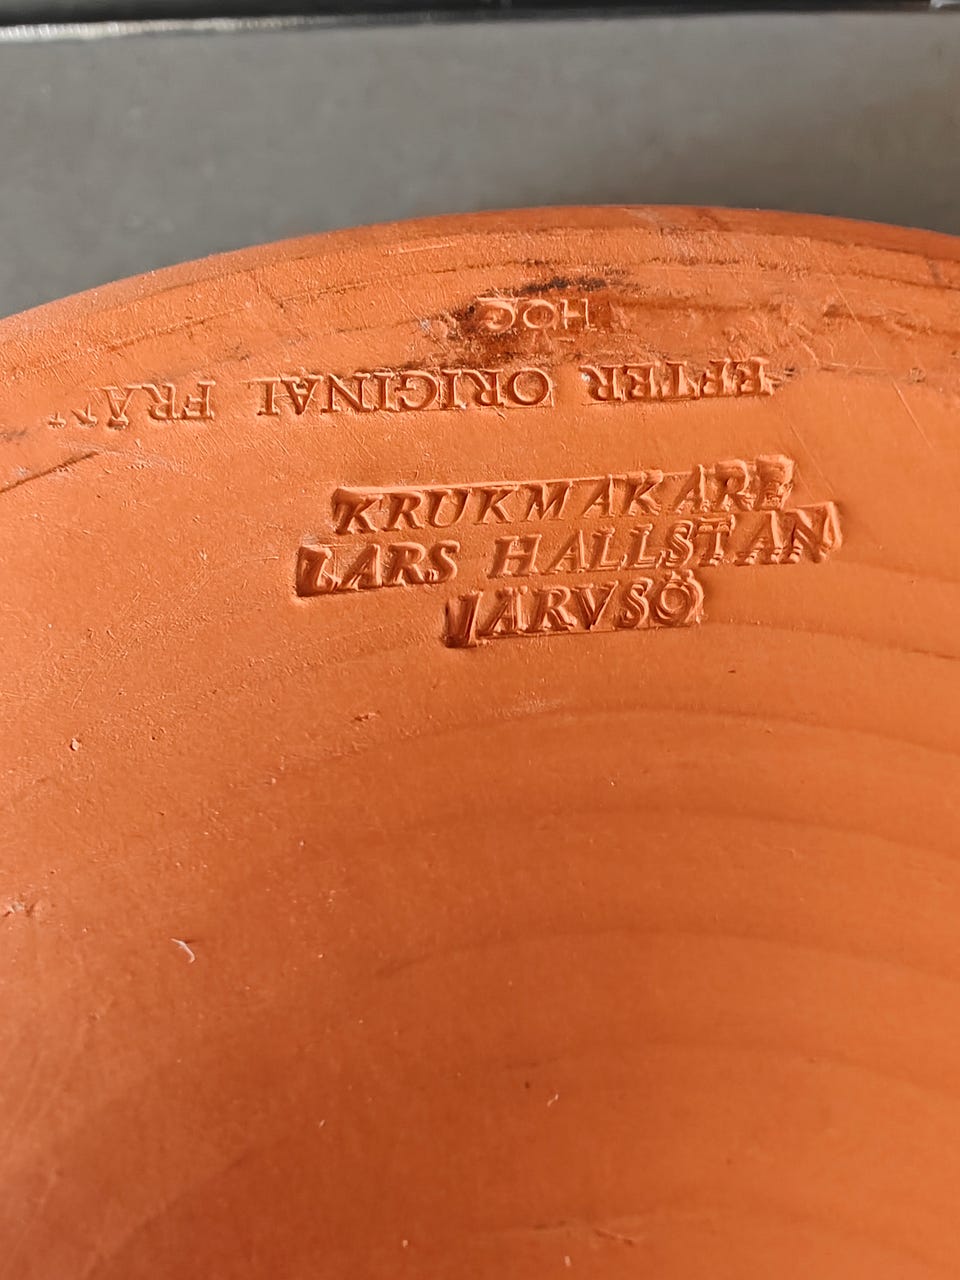 KRUKMAKARE
LARS HALLSTAN
JÄRVSÖ
EFTER ORIGINAL FRÅN
HOG